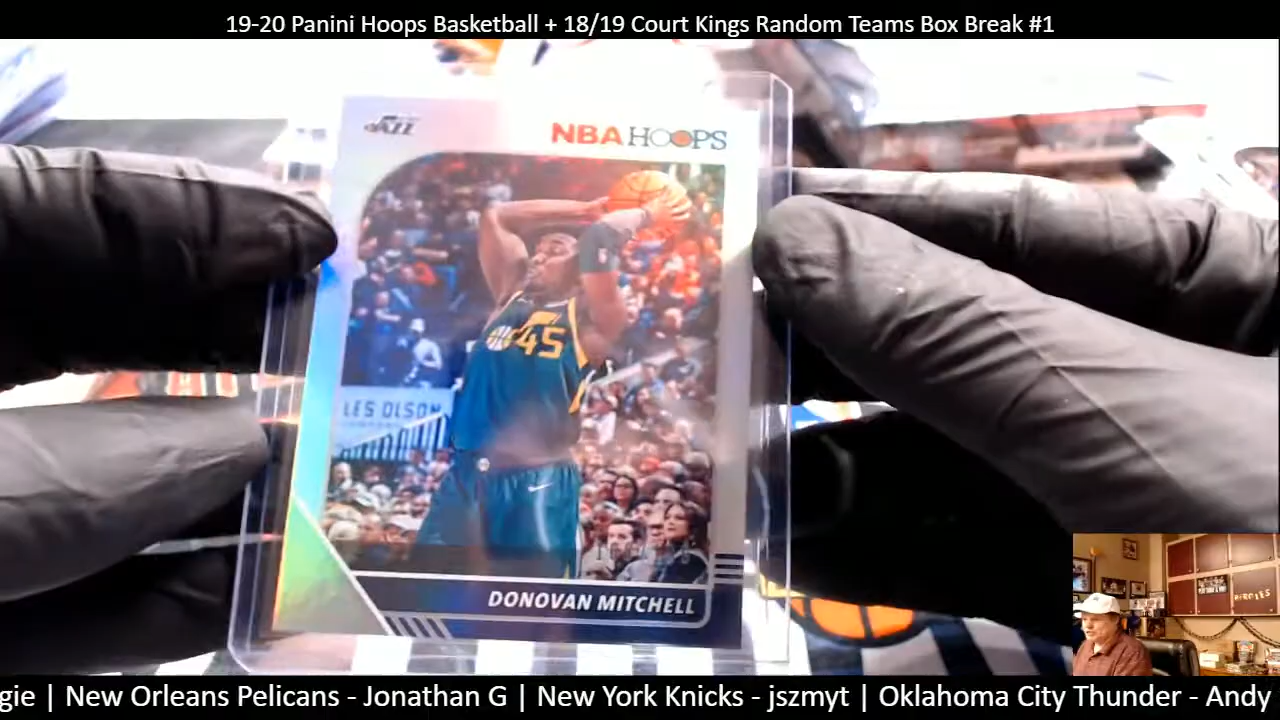 19-20 Panini Hoops Basketball + 18/19 Court Kings Random Teams Box Break #1
JAZZ
NBA HOOPS
45
LES OLSON
DONOVAN MITCHELL
HEROES
gie | New Orleans Pelicans - Jonathan G | New York Knicks - jszmyt | Oklahoma City Thunder - Andy